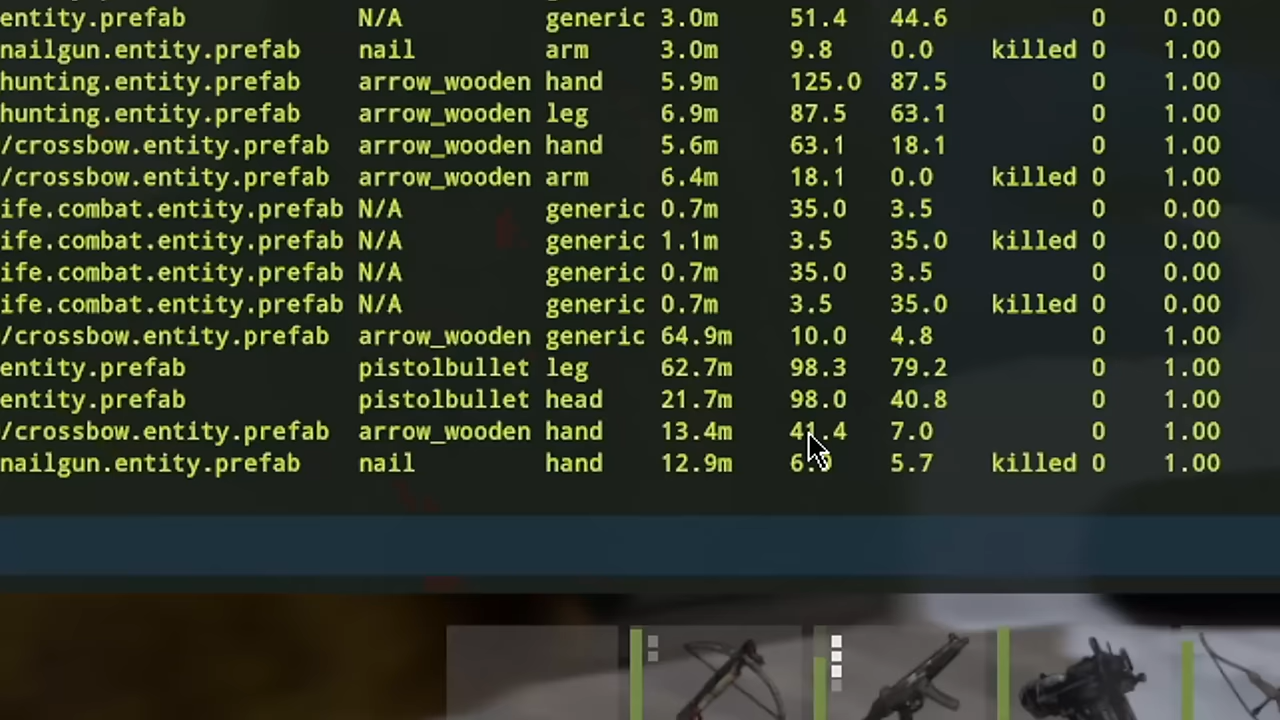 entity.prefab N/A generic 3.0m 51.4 44.6 0 0.00
nailgun.entity.prefab nail arm 3.0m 9.8 0.0 killed 0 1.00
hunting.entity.prefab arrow_wooden hand 5.9m 125.0 87.5 0 1.00
hunting.entity.prefab arrow_wooden leg 6.9m 87.5 63.1 0 1.00
/crossbow.entity.prefab arrow_wooden hand 5.6m 63.1 18.1 0 1.00
/crossbow.entity.prefab arrow_wooden arm 6.4m 18.1 0.0 killed 0 1.00
ife.combat.entity.prefab N/A generic 0.7m 35.0 3.5 0 0.00
ife.combat.entity.prefab N/A generic 1.1m 3.5 35.0 killed 0 0.00
ife.combat.entity.prefab N/A generic 0.7m 35.0 3.5 0 0.00
ife.combat.entity.prefab N/A generic 0.7m 3.5 35.0 killed 0 0.00
/crossbow.entity.prefab arrow_wooden generic 64.9m 10.0 4.8 0 1.00
entity.prefab pistolbullet leg 62.7m 98.3 79.2 0 1.00
entity.prefab pistolbullet head 21.7m 98.0 40.8 0 1.00
/crossbow.entity.prefab arrow_wooden hand 13.4m 41.4 7.0 0 1.00
nailgun.entity.prefab nail hand 12.9m 5.7 killed 0 1.00